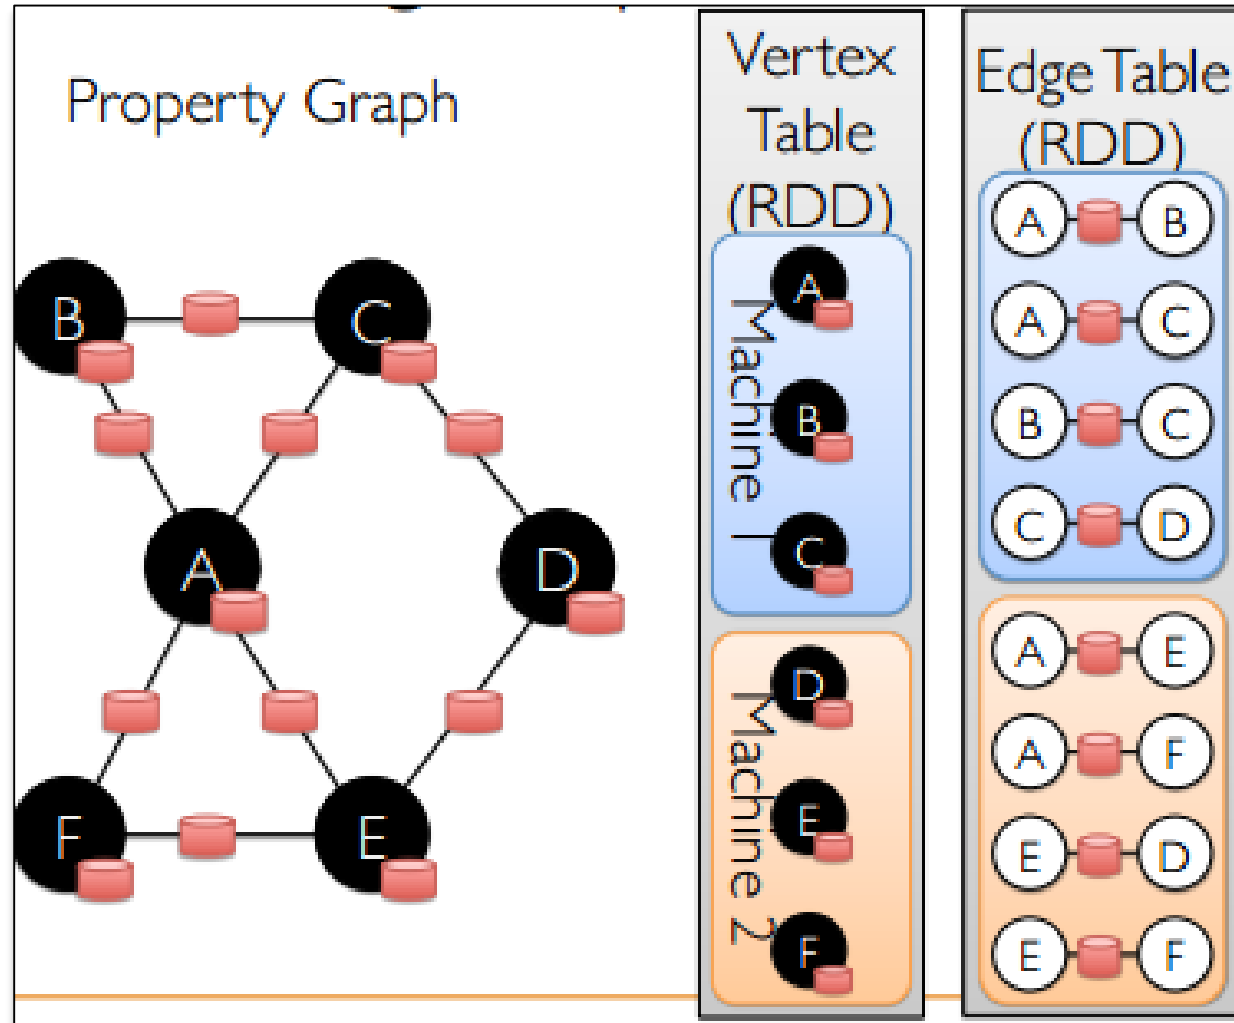 Property Graph
B
C
A
D
F
E
Vertex
Table
(RDD)
Machine 1
A
B
C
Machine 2
D
E
F
Edge Table
(RDD)
A B
A C
B C
C D
A E
A F
E D
E F